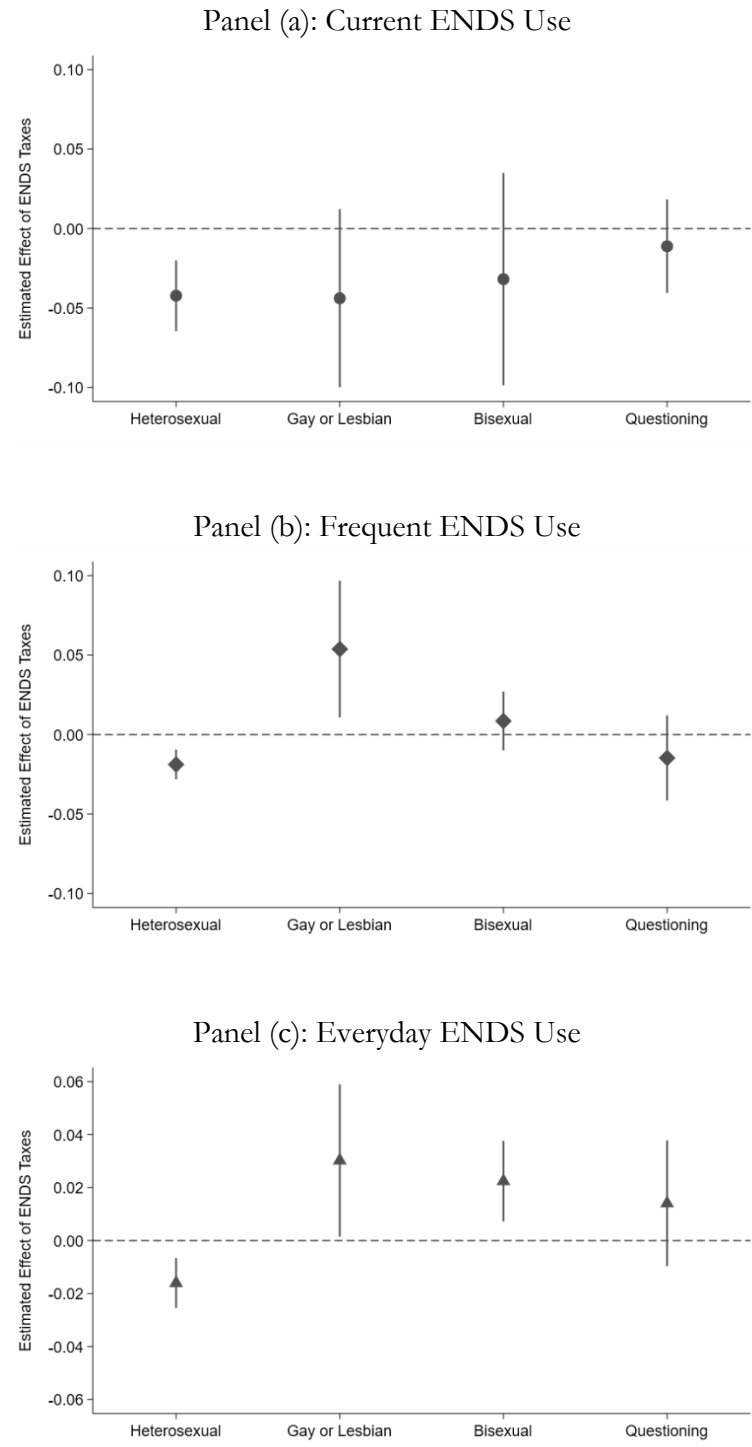 Panel (a): Current ENDS Use
Estimated Effect of ENDS Taxes
0.10
0.05
0.00
-0.05
-0.10
Heterosexual Gay or Lesbian Bisexual Questioning
Panel (b): Frequent ENDS Use
Estimated Effect of ENDS Taxes
0.10
0.05
0.00
-0.05
-0.10
Heterosexual Gay or Lesbian Bisexual Questioning
Panel (c): Everyday ENDS Use
Estimated Effect of ENDS Taxes
0.06
0.04
0.02
0.00
-0.02
-0.04
-0.06
Heterosexual Gay or Lesbian Bisexual Questioning